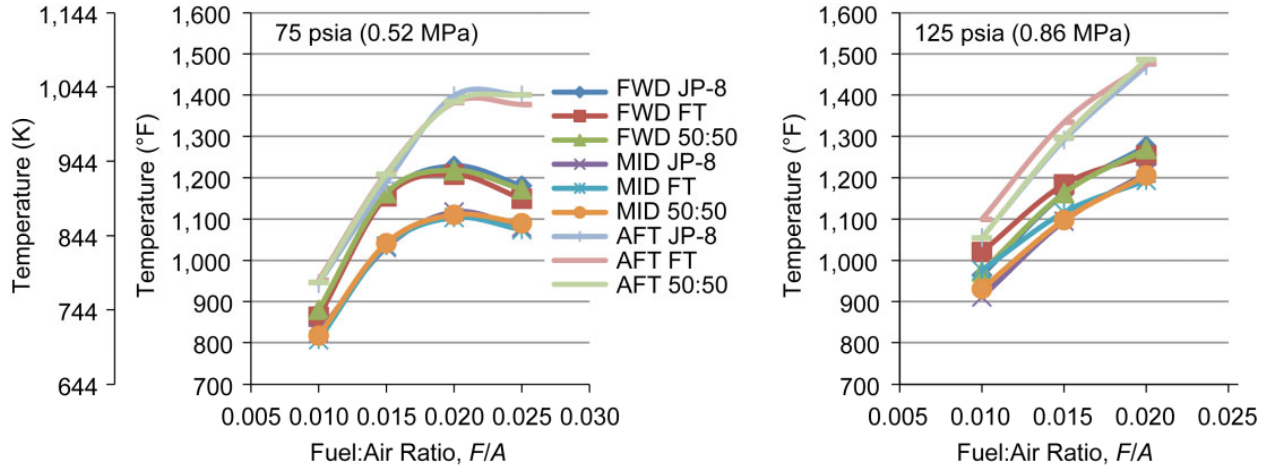 Temperature (K)
1,144
1,044
944
844
744
644
Temperature (°F)
1,600
1,500
1,400
1,300
1,200
1,100
1,000
900
800
700
75 psia (0.52 MPa)
0.005 0.010 0.015 0.020 0.025 0.030
Fuel:Air Ratio, F/A
FWD JP-8
FWD FT
FWD 50:50
MID JP-8
MID FT
MID 50:50
AFT JP-8
AFT FT
AFT 50:50
Temperature (°F)
1,600
1,500
1,400
1,300
1,200
1,100
1,000
900
800
700
125 psia (0.86 MPa)
0.005 0.010 0.015 0.020 0.025
Fuel:Air Ratio, F/A